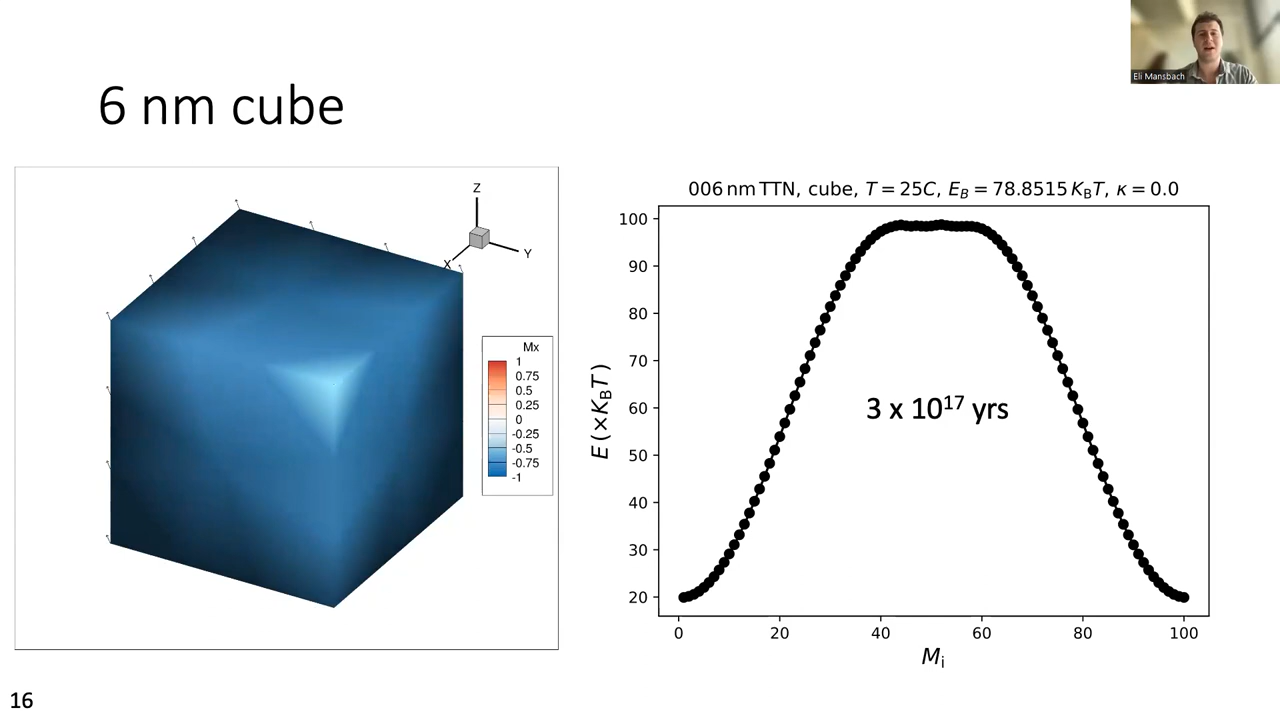 Eli Mansbach
6 nm cube
Z
X
Y
Mx
1
0.75
0.5
0.25
0
-0.25
-0.5
-0.75
-1
006 nm TTN, cube, T = 25C, E_B = 78.8515 K_BT, κ = 0.0
100
90
80
70
60
50
40
30
20
E (×K_BT)
3 x 10¹⁷ yrs
0 20 40 60 80 100
M_i
16